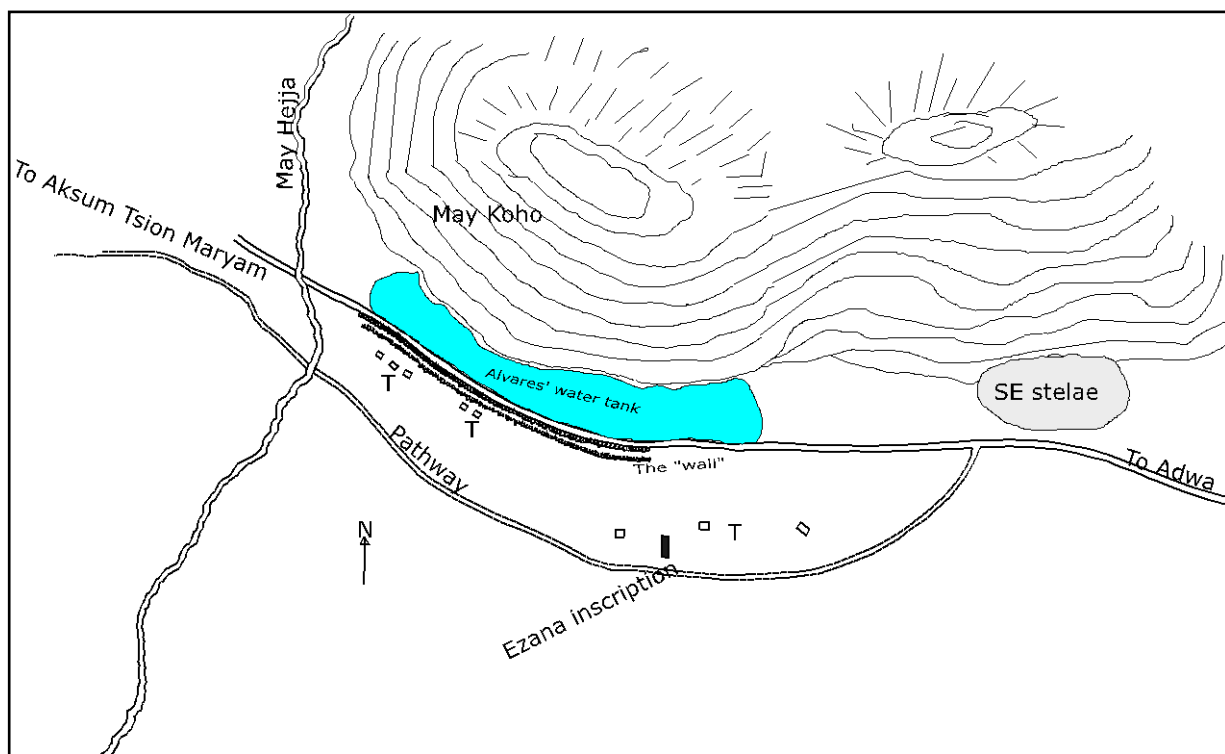 May Hejja
To Aksum Tsion Maryam
May Koho
Alvares' water tank
SE stelae
T
T
Pathway
The "wall"
To Adwa
N
T
Ezana inscription